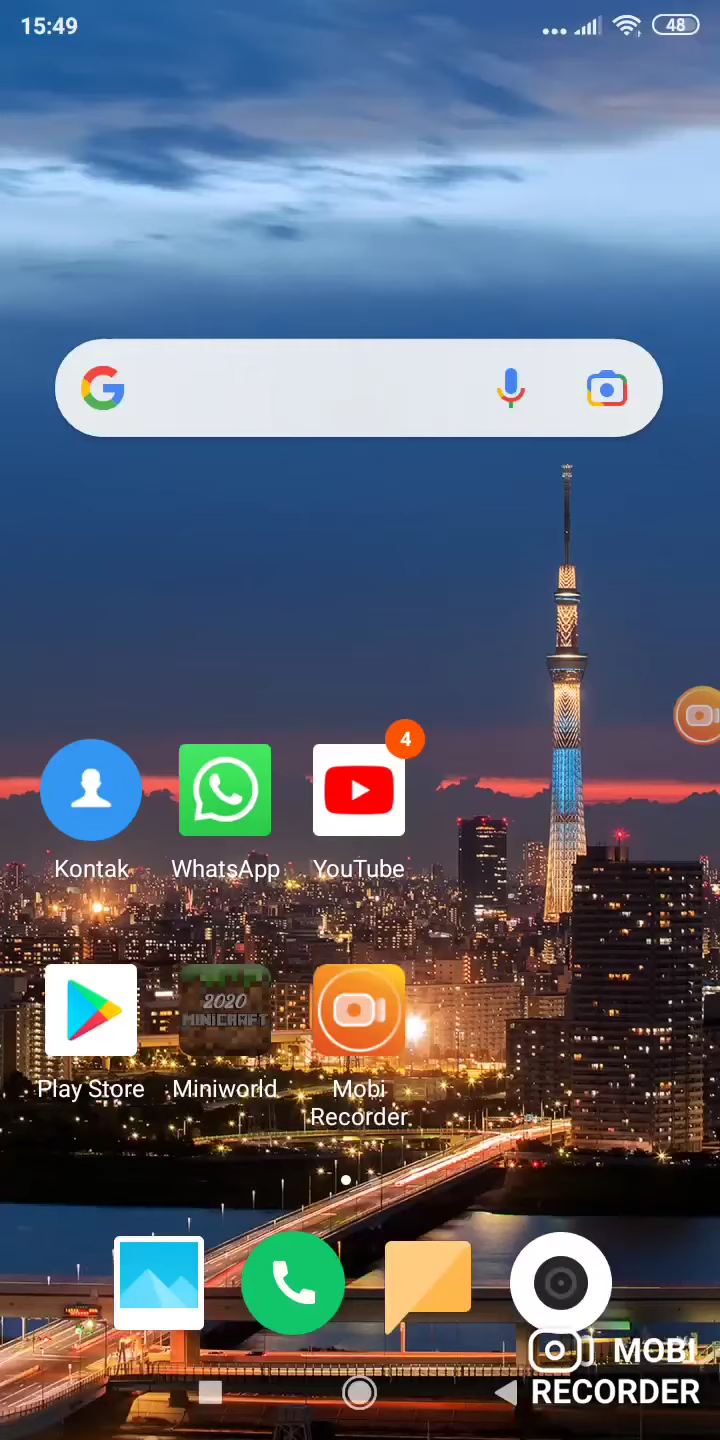 15:49
48
4
Kontak
WhatsApp
YouTube
2020
MINICRAFT
Play Store
Miniworld
Mobi
Recorder
MOBI
RECORDER